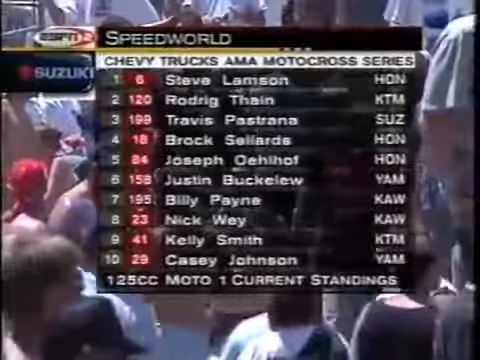 ESPN2 SPEEDWORLD
SUZUKI
CHEVY TRUCKS AMA MOTOCROSS SERIES
1 6 Steve Lamson HON
2 120 Rodrig Thain KTM
3 199 Travis Pastrana SUZ
4 18 Brock Sellards HON
5 84 Joseph Oehlhof HON
6 158 Justin Buckelew YAM
7 195 Billy Payne KAW
8 23 Nick Wey KAW
9 41 Kelly Smith KTM
10 29 Casey Johnson YAM
125CC MOTO 1 CURRENT STANDINGS